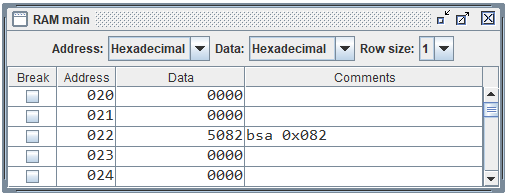 RAM main
Address: Hexadecimal Data: Hexadecimal Row size: 1
Break Address Data Comments
020 0000
021 0000
022 5082 bsa 0x082
023 0000
024 0000